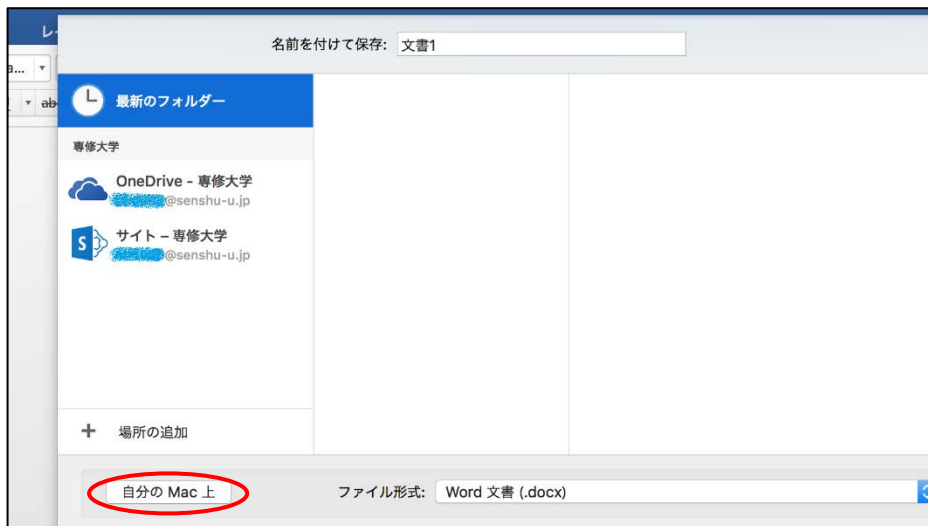 レ
名前を付けて保存: 文書1
a...
ab
最新のフォルダー
専修大学
OneDrive - 専修大学
@senshu-u.jp
S
サイト – 専修大学
@senshu-u.jp
+ 場所の追加
自分の Mac 上
ファイル形式: Word 文書 (.docx)